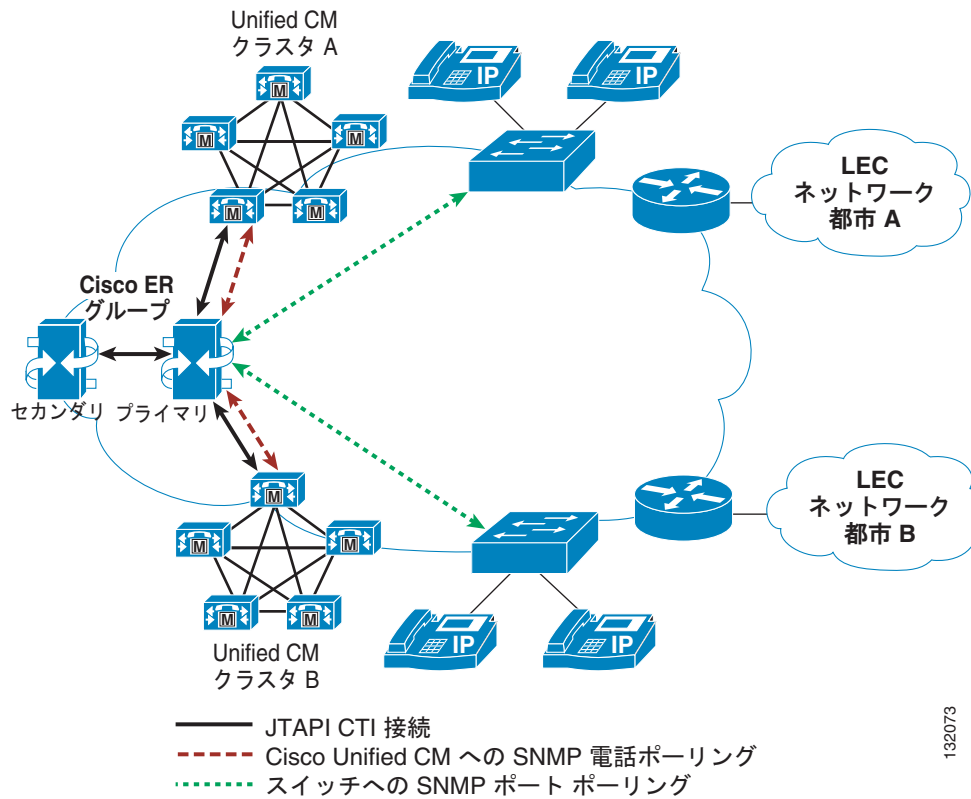 Unified CM
クラスタ A
M
M
M
M
M
IP
IP
LEC
ネットワーク
都市 A
Cisco ER
グループ
セカンダリ
プライマリ
M
M
M
M
M
LEC
ネットワーク
都市 B
IP
IP
Unified CM
クラスタ B
JTAPI CTI 接続
Cisco Unified CM への SNMP 電話ポーリング
スイッチへの SNMP ポート ポーリング
132073